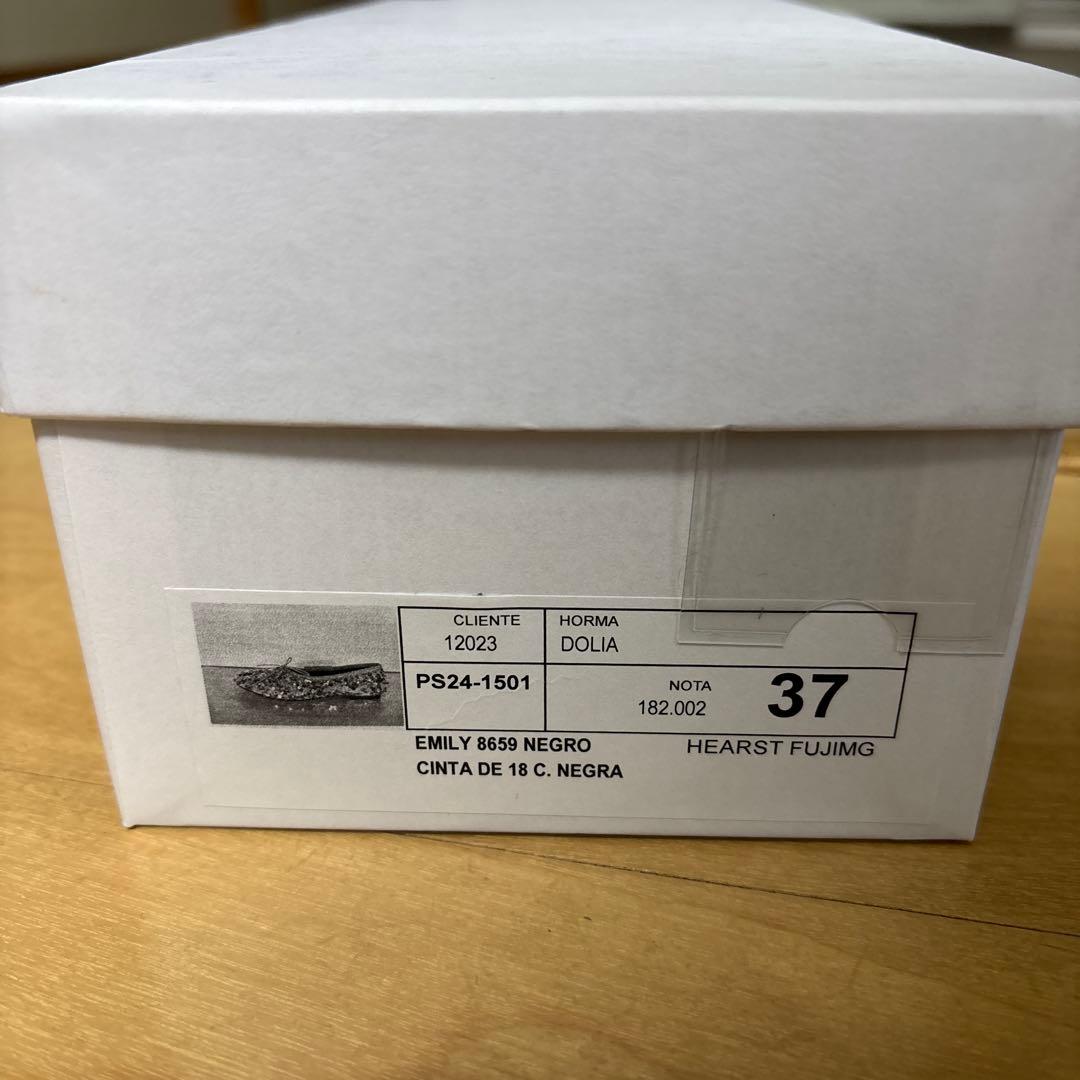 CLIENTE
12023
HORMA
DOLIA
PS24-1501
NOTA
182.002
37
EMILY 8659 NEGRO
HEARST FUJIMG
CINTA DE 18 C. NEGRA